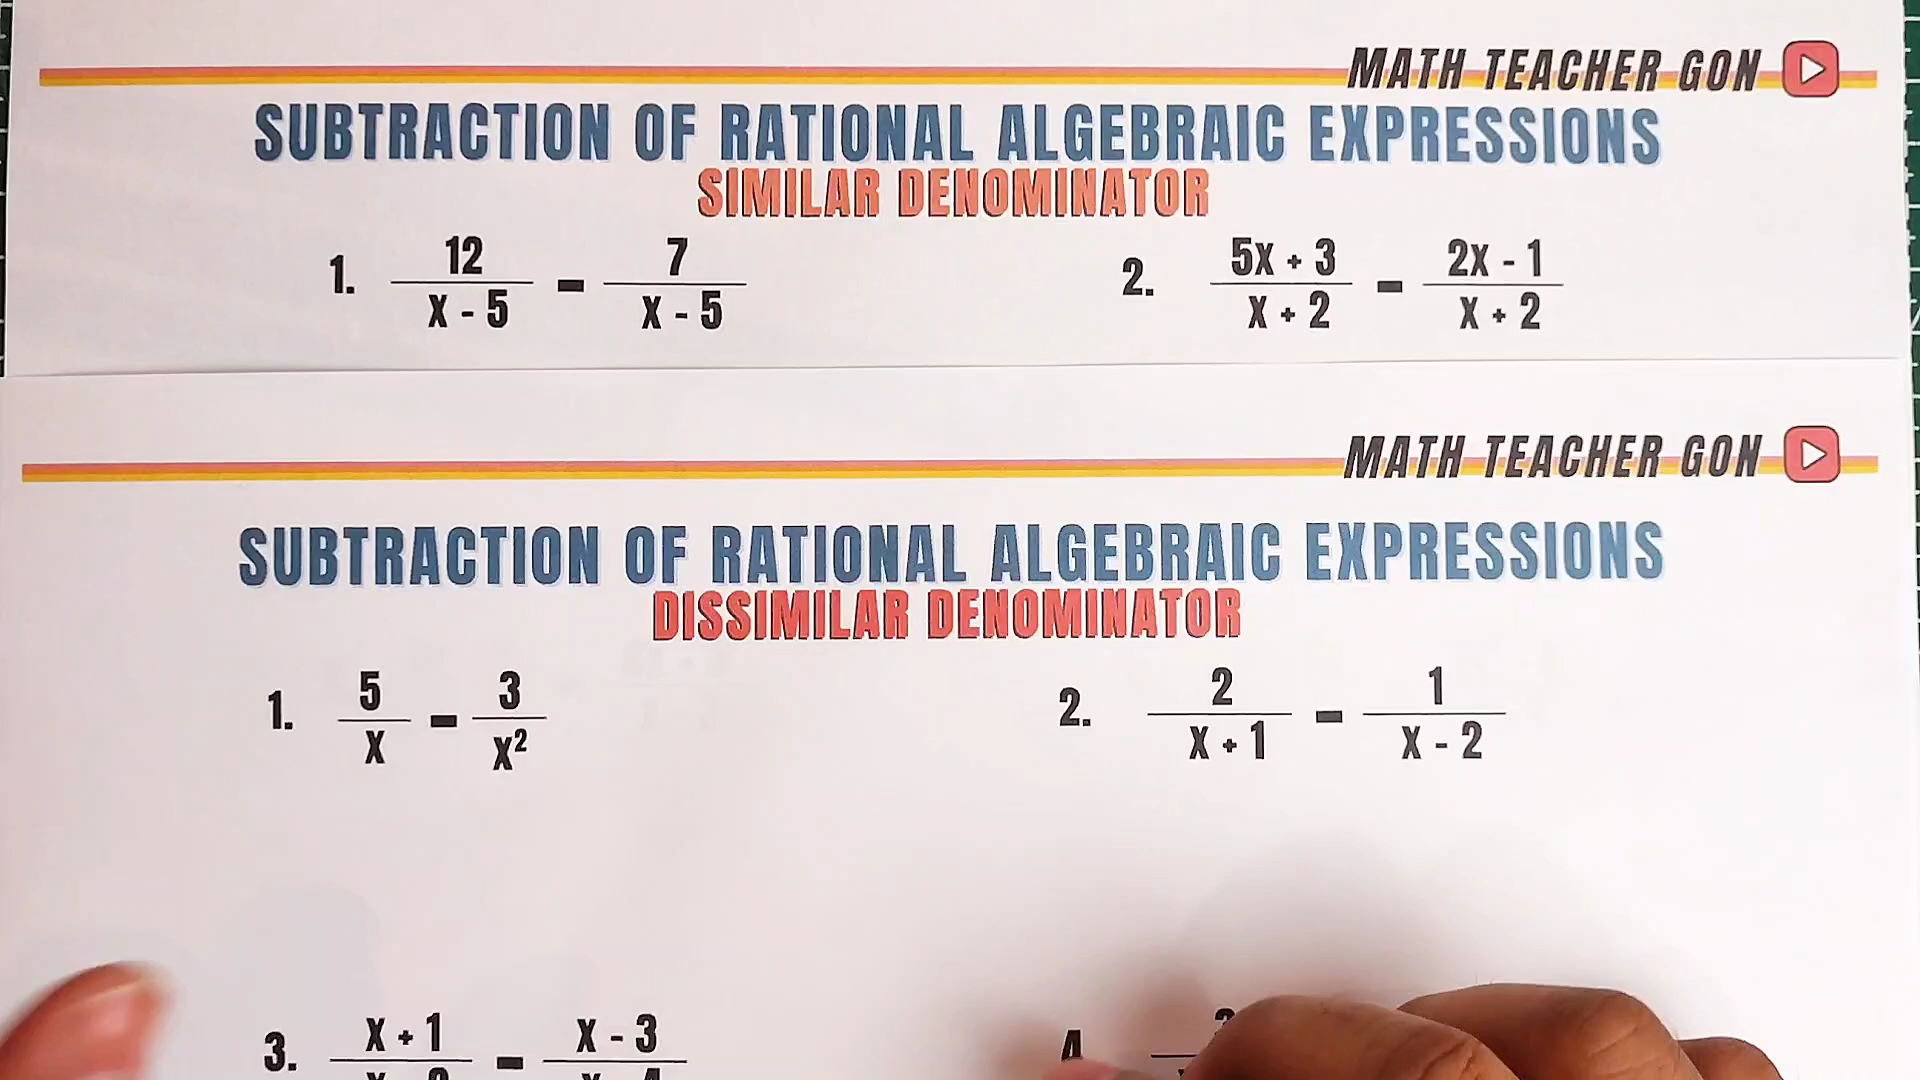 MATH TEACHER GON
SUBTRACTION OF RATIONAL ALGEBRAIC EXPRESSIONS
SIMILAR DENOMINATOR
1. 12/(X - 5) - 7/(X - 5)
2. (5X + 3)/(X + 2) - (2X - 1)/(X + 2)
MATH TEACHER GON
SUBTRACTION OF RATIONAL ALGEBRAIC EXPRESSIONS
DISSIMILAR DENOMINATOR
1. 5/X - 3/X²
2. 2/(X + 1) - 1/(X - 2)
3. X + 1 - X - 3
4